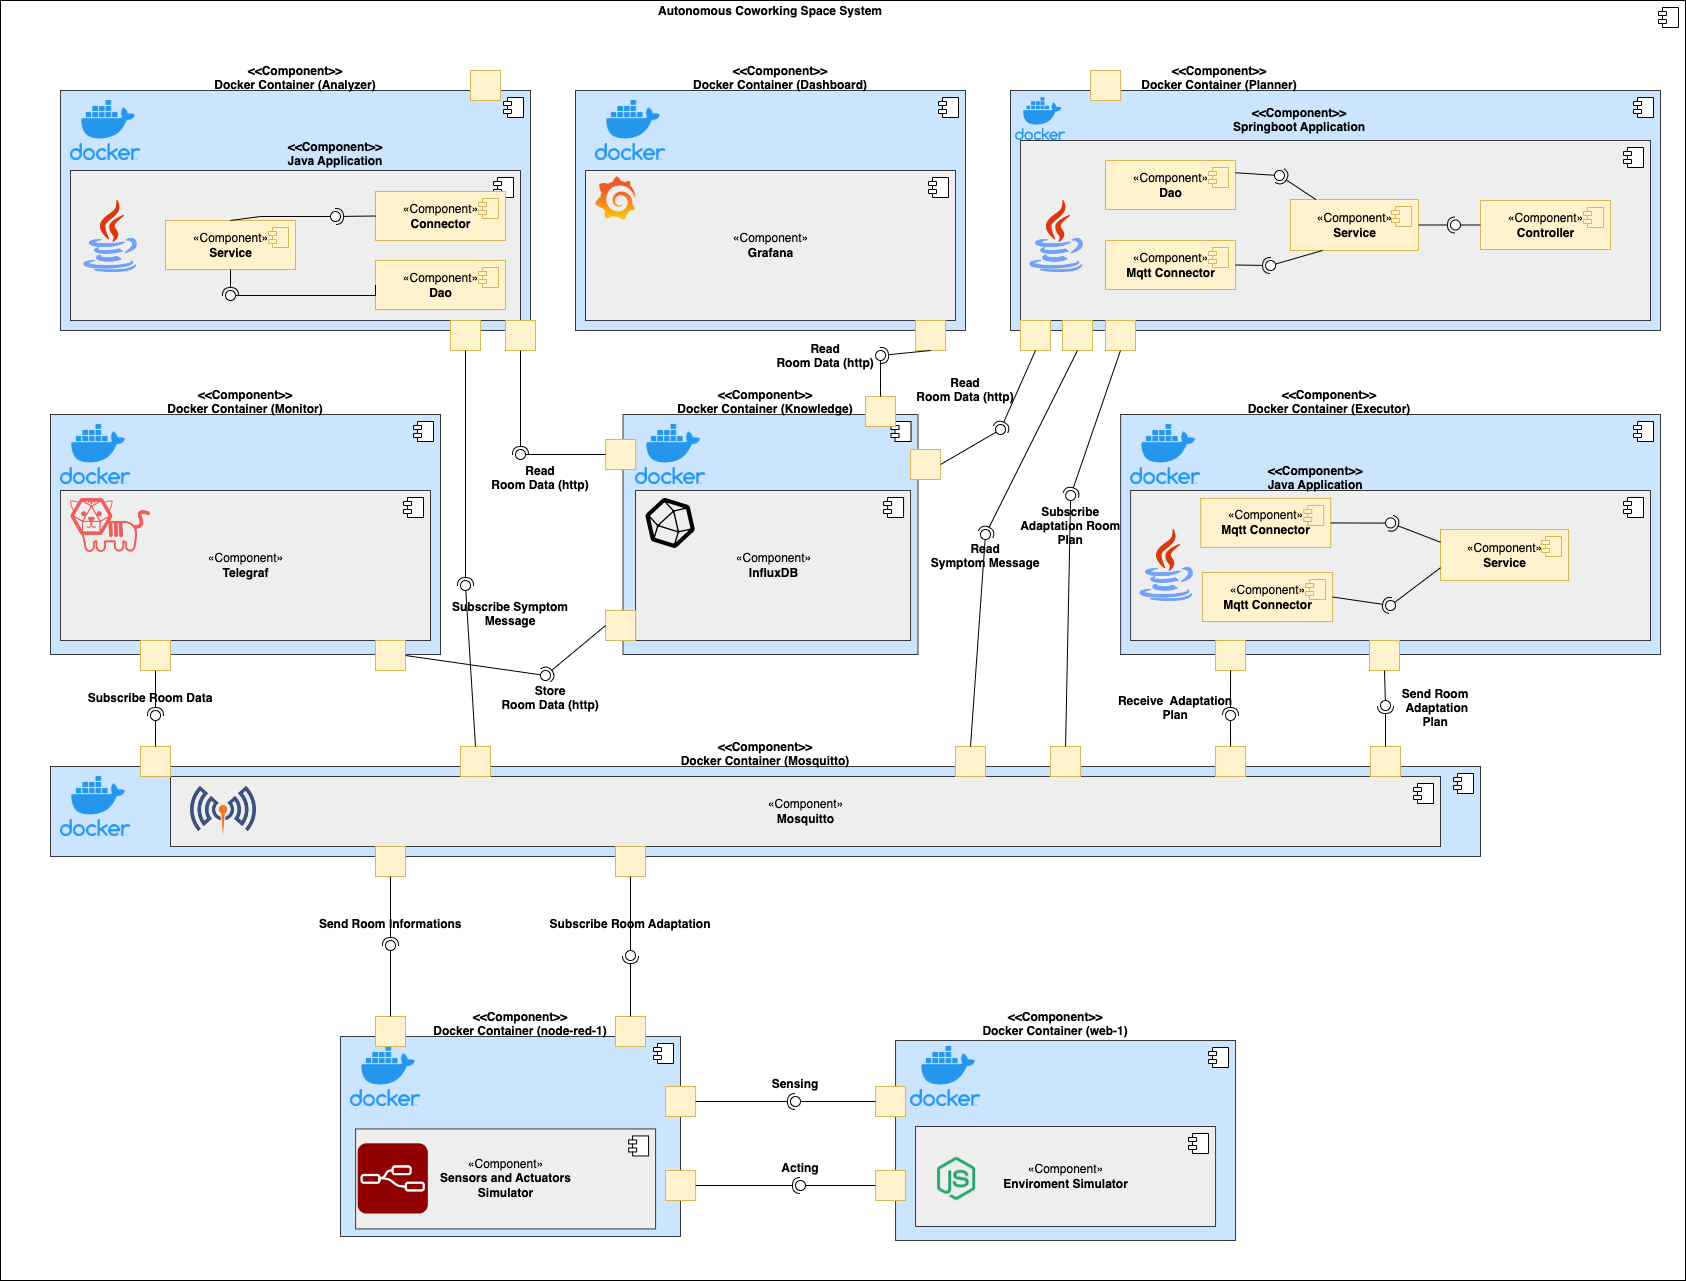 Autonomous Coworking Space System
<<Component>>
Docker Container (Analyzer)
docker
<<Component>>
Java Application
«Component»
Service
«Component»
Connector
«Component»
Dao
<<Component>>
Docker Container (Dashboard)
docker
«Component»
Grafana
<<Component>>
Docker Container (Planner)
docker
<<Component>>
Springboot Application
«Component»
Dao
«Component»
Mqtt Connector
«Component»
Service
«Component»
Controller
Read
Room Data (http)
Read
Room Data (http)
Read
Room Data (http)
<<Component>>
Docker Container (Monitor)
docker
«Component»
Telegraf
<<Component>>
Docker Container (Knowledge)
docker
«Component»
InfluxDB
Subscribe
Adaptation Room
Plan
Read
Symptom Message
<<Component>>
Docker Container (Executor)
docker
<<Component>>
Java Application
«Component»
Mqtt Connector
«Component»
Mqtt Connector
«Component»
Service
Subscribe Symptom
Message
Store
Room Data (http)
Subscribe Room Data
Receive  Adaptation
Plan
Send Room
Adaptation
Plan
<<Component>>
Docker Container (Mosquitto)
docker
«Component»
Mosquitto
Send Room Informations
Subscribe Room Adaptation
<<Component>>
Docker Container (node-red-1)
docker
«Component»
Sensors and Actuators
Simulator
Sensing
Acting
<<Component>>
Docker Container (web-1)
docker
JS
«Component»
Enviroment Simulator